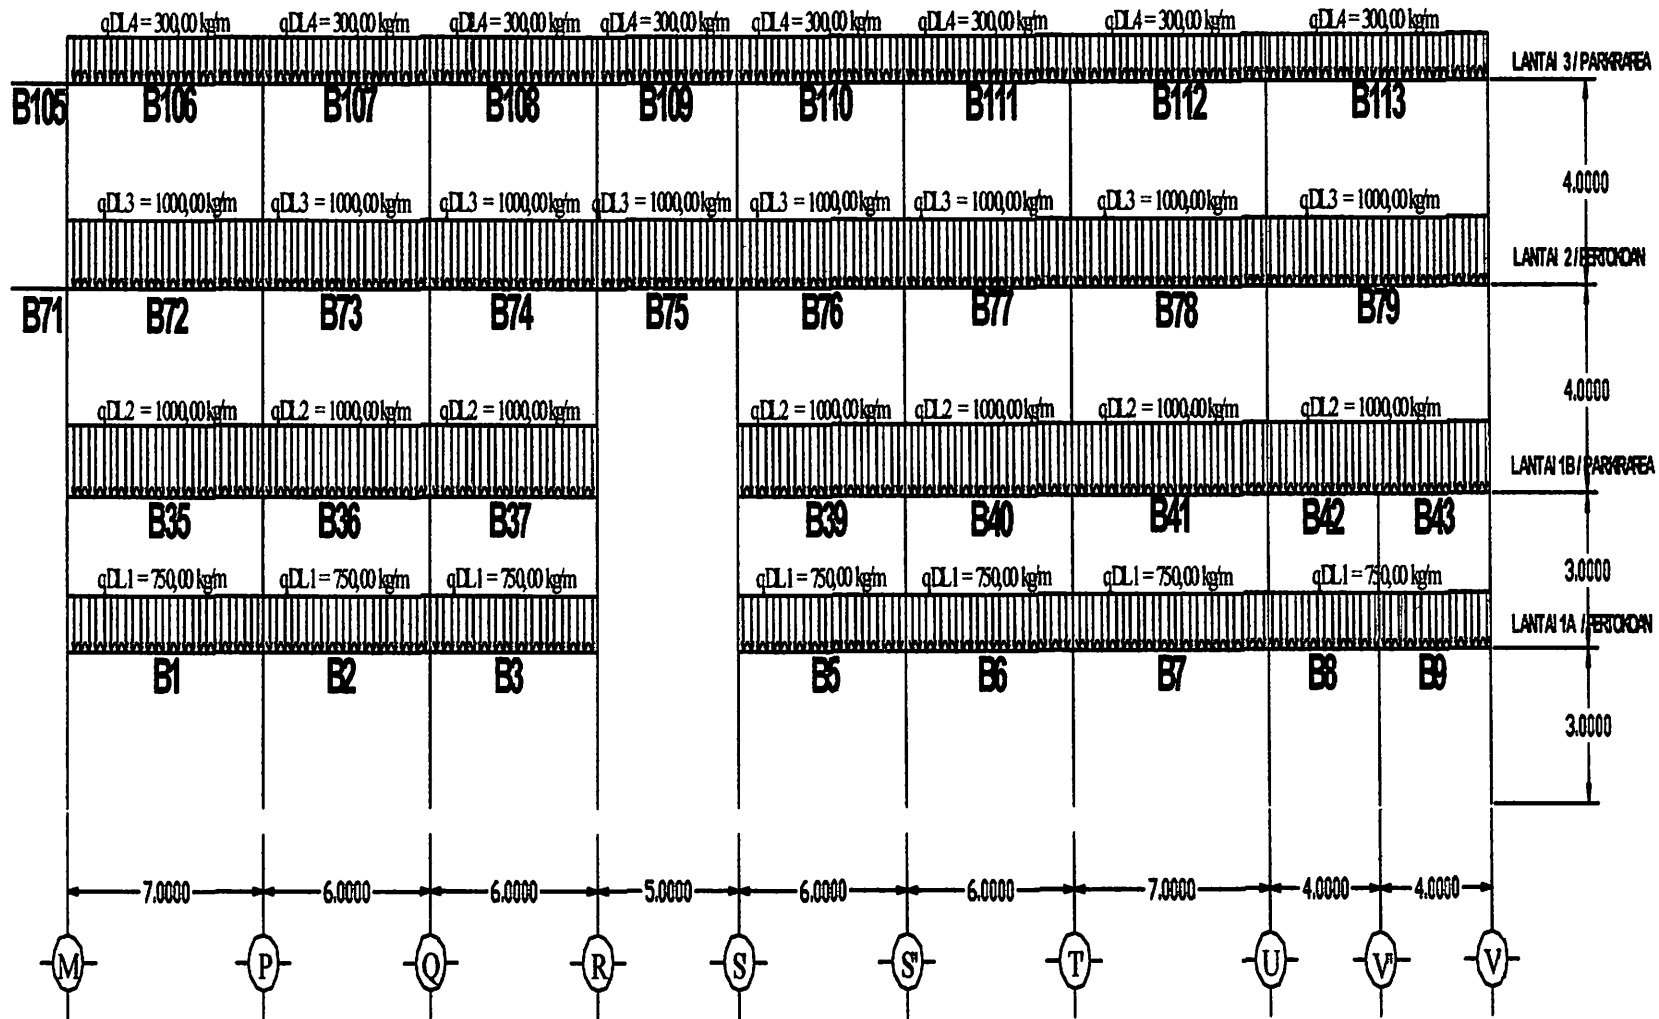 qDL4 = 300,00 kg/m qDL4 = 300,00 kg/m qDL4 = 300,00 kg/m qDL4 = 300,00 kg/m qDL4 = 300,00 kg/m qDL4 = 300,00 kg/m qDL4 = 300,00 kg/m qDL4 = 300,00 kg/m
LANTAI 3 / PARKIRAREA
B105 B106 B107 B108 B109 B110 B111 B112 B113
4.0000
qDL3 = 1000,00 kg/m qDL3 = 1000,00 kg/m qDL3 = 1000,00 kg/m qDL3 = 1000,00 kg/m qDL3 = 1000,00 kg/m qDL3 = 1000,00 kg/m qDL3 = 1000,00 kg/m qDL3 = 1000,00 kg/m
LANTAI 2 / PERTOKOAN
B71 B72 B73 B74 B75 B76 B77 B78 B79
4.0000
qDL2 = 1000,00 kg/m qDL2 = 1000,00 kg/m qDL2 = 1000,00 kg/m qDL2 = 1000,00 kg/m qDL2 = 1000,00 kg/m qDL2 = 1000,00 kg/m qDL2 = 1000,00 kg/m
LANTAI 1B / PARKIRAREA
B35 B36 B37 B39 B40 B41 B42 B43
3.0000
qDL1 = 750,00 kg/m qDL1 = 750,00 kg/m qDL1 = 750,00 kg/m qDL1 = 750,00 kg/m qDL1 = 750,00 kg/m qDL1 = 750,00 kg/m qDL1 = 750,00 kg/m
LANTAI 1A / PERTOKOAN
B1 B2 B3 B5 B6 B7 B8 B9
3.0000
7.0000 6.0000 6.0000 5.0000 6.0000 6.0000 7.0000 4.0000 4.0000
M P Q R S S" T U V" V